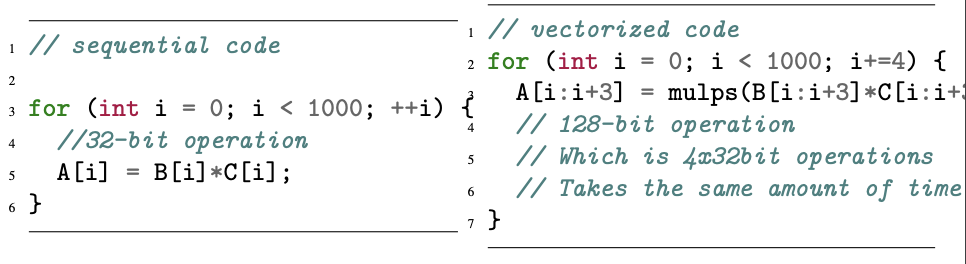 1 // sequential code
2
3 for (int i = 0; i < 1000; ++i) {
4 //32-bit operation
5 A[i] = B[i]*C[i];
6 }
1 // vectorized code
2 for (int i = 0; i < 1000; i+=4) {
3 A[i:i+3] = mulps(B[i:i+3]*C[i:i+3
4 // 128-bit operation
5 // Which is 4x32bit operations
6 // Takes the same amount of time
7 }